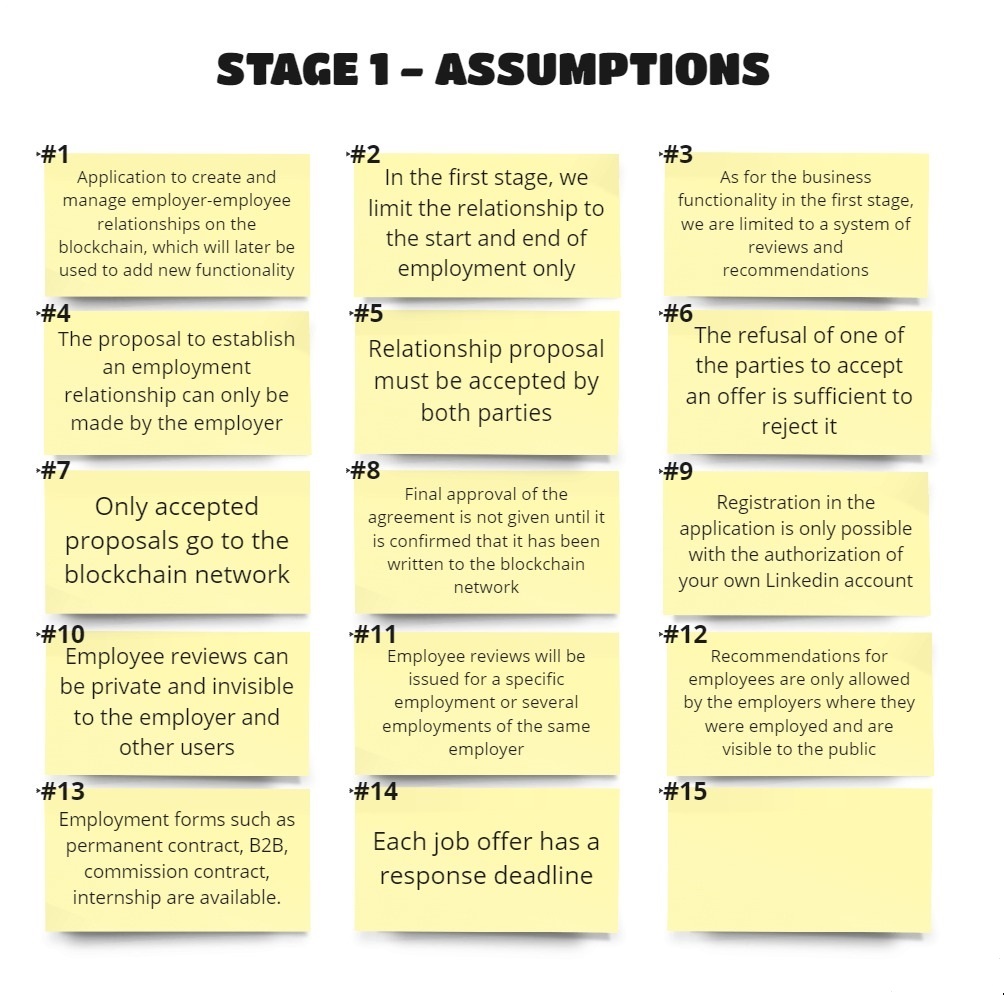 STAGE 1 – ASSUMPTIONS
#1
Application to create and
manage employer-employee
relationships on the
blockchain, which will later be
used to add new functionality
#2
In the first stage, we
limit the relationship to
the start and end of
employment only
#3
As for the business
functionality in the first stage,
we are limited to a system of
reviews and
recommendations
#4
The proposal to establish
an employment
relationship can only be
made by the employer
#5
Relationship proposal
must be accepted by
both parties
#6
The refusal of one of
the parties to accept
an offer is sufficient to
reject it
#7
Only accepted
proposals go to the
blockchain network
#8
Final approval of the
agreement is not given until it
is confirmed that it has been
written to the blockchain
network
#9
Registration in the
application is only possible
with the authorization of
your own Linkedin account
#10
Employee reviews can
be private and invisible
to the employer and
other users
#11
Employee reviews will be
issued for a specific
employment or several
employments of the same
employer
#12
Recommendations for
employees are only allowed
by the employers where they
were employed and are
visible to the public
#13
Employment forms such as
permanent contract, B2B,
commission contract,
internship are available.
#14
Each job offer has a
response deadline
#15